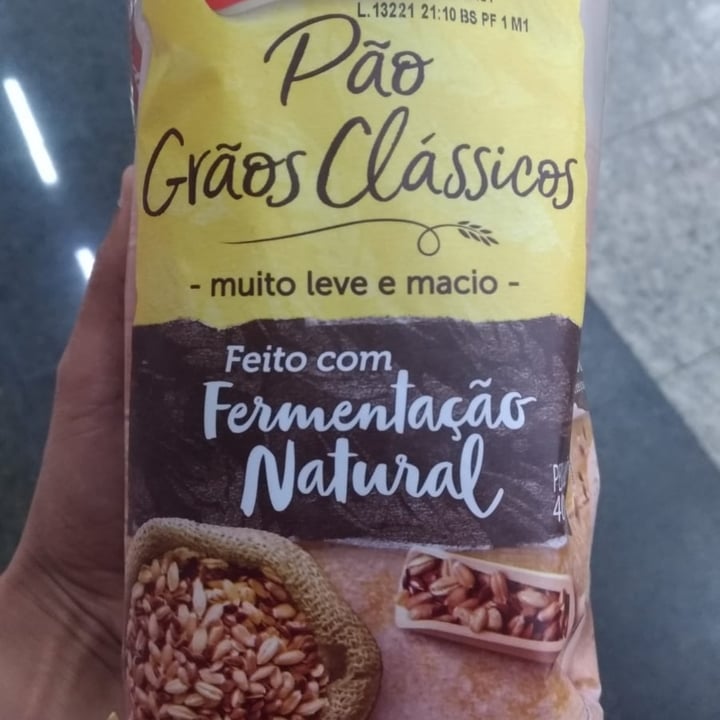 L.13221 21:10 BS PF 1 M1
Pão
Grãos Clássicos
- muito leve e macio -
Feito com
Fermentação
Natural